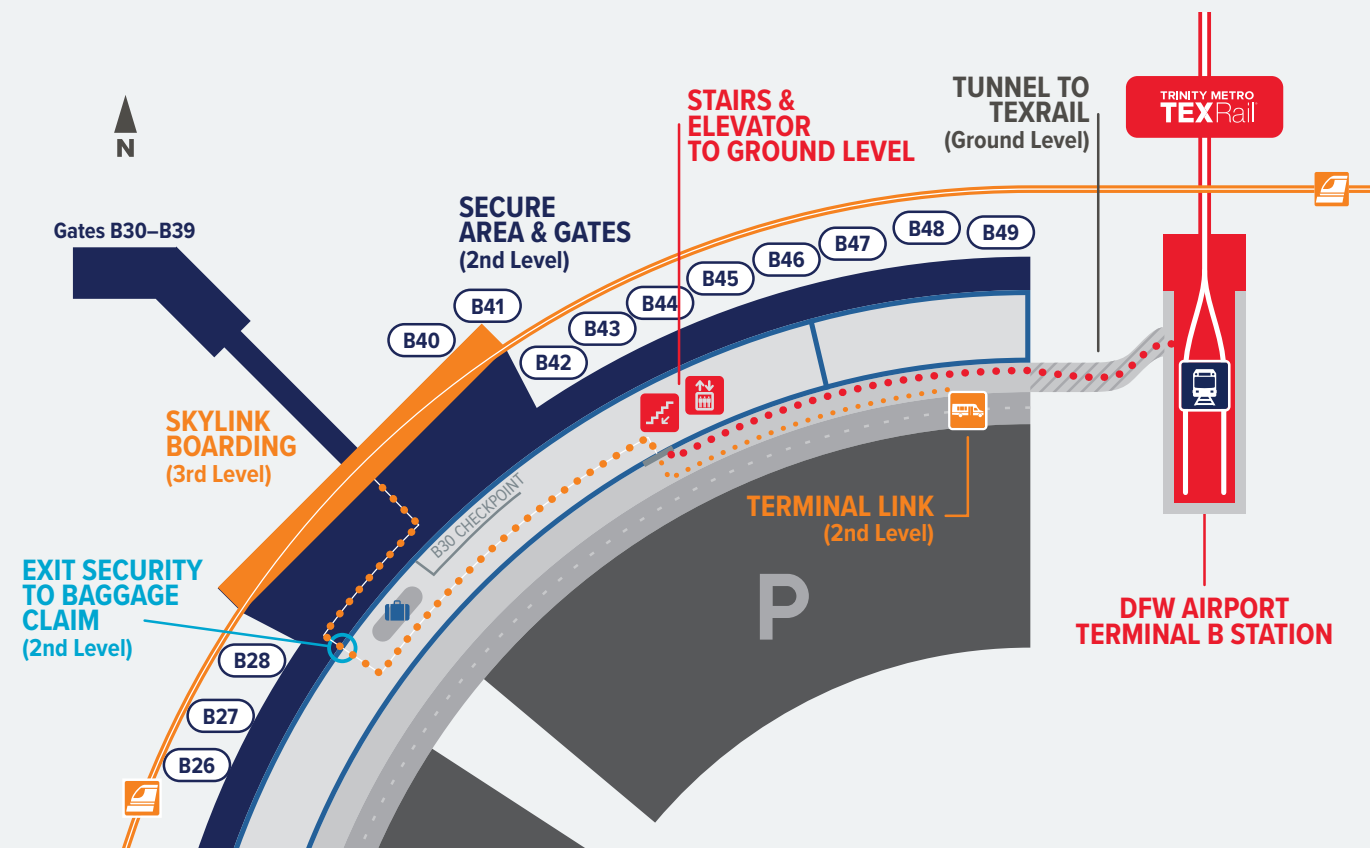 N
Gates B30–B39
SECURE
AREA & GATES
(2nd Level)
STAIRS &
ELEVATOR
TO GROUND LEVEL
TUNNEL TO
TEXRAIL
(Ground Level)
TRINITY METRO
TEXRail
B49
B48
B47
B46
B45
B44
B43
B42
B41
B40
SKYLINK
BOARDING
(3rd Level)
B30 CHECKPOINT
TERMINAL LINK
(2nd Level)
EXIT SECURITY
TO BAGGAGE
CLAIM
(2nd Level)
P
DFW AIRPORT
TERMINAL B STATION
B28
B27
B26